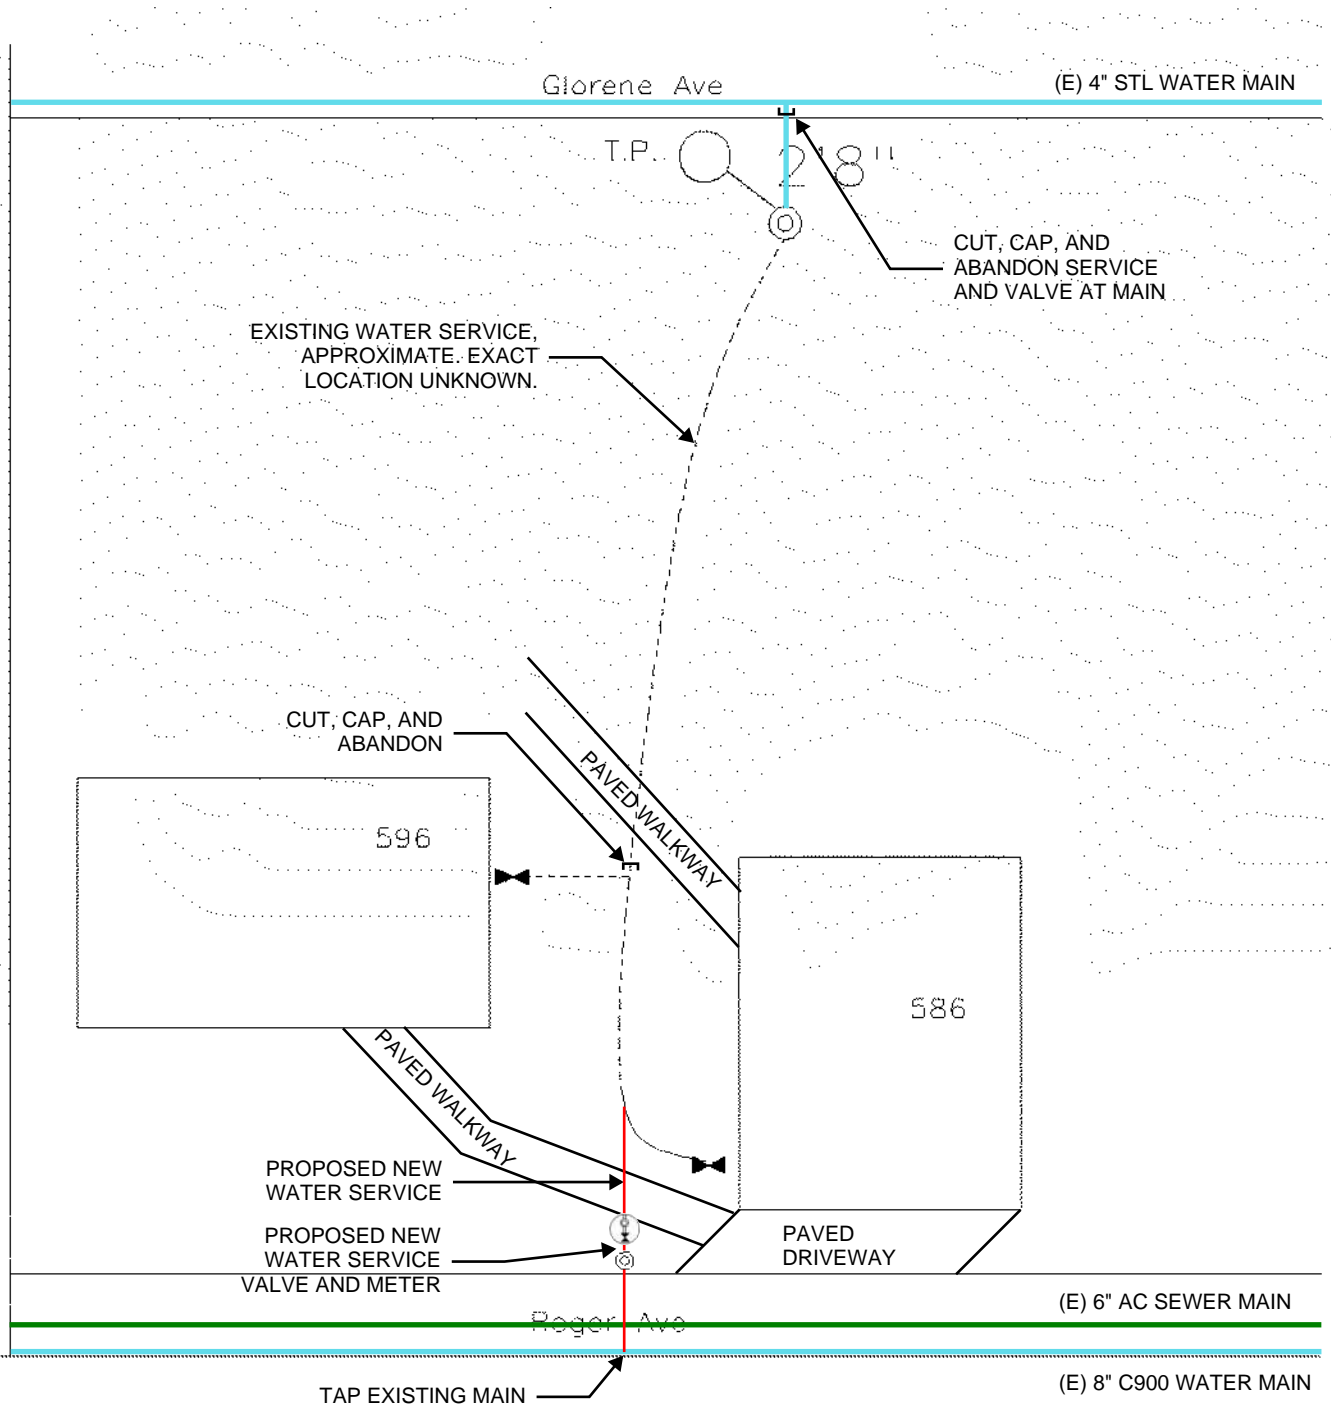 Glorene Ave
(E) 4" STL WATER MAIN
T.P.
2'8"
CUT, CAP, AND
ABANDON SERVICE
AND VALVE AT MAIN
EXISTING WATER SERVICE,
APPROXIMATE. EXACT
LOCATION UNKNOWN.
CUT, CAP, AND
ABANDON
PAVED WALKWAY
596
586
PAVED WALKWAY
PROPOSED NEW
WATER SERVICE
PROPOSED NEW
WATER SERVICE
VALVE AND METER
PAVED
DRIVEWAY
(E) 6" AC SEWER MAIN
Roger Ave
(E) 8" C900 WATER MAIN
TAP EXISTING MAIN